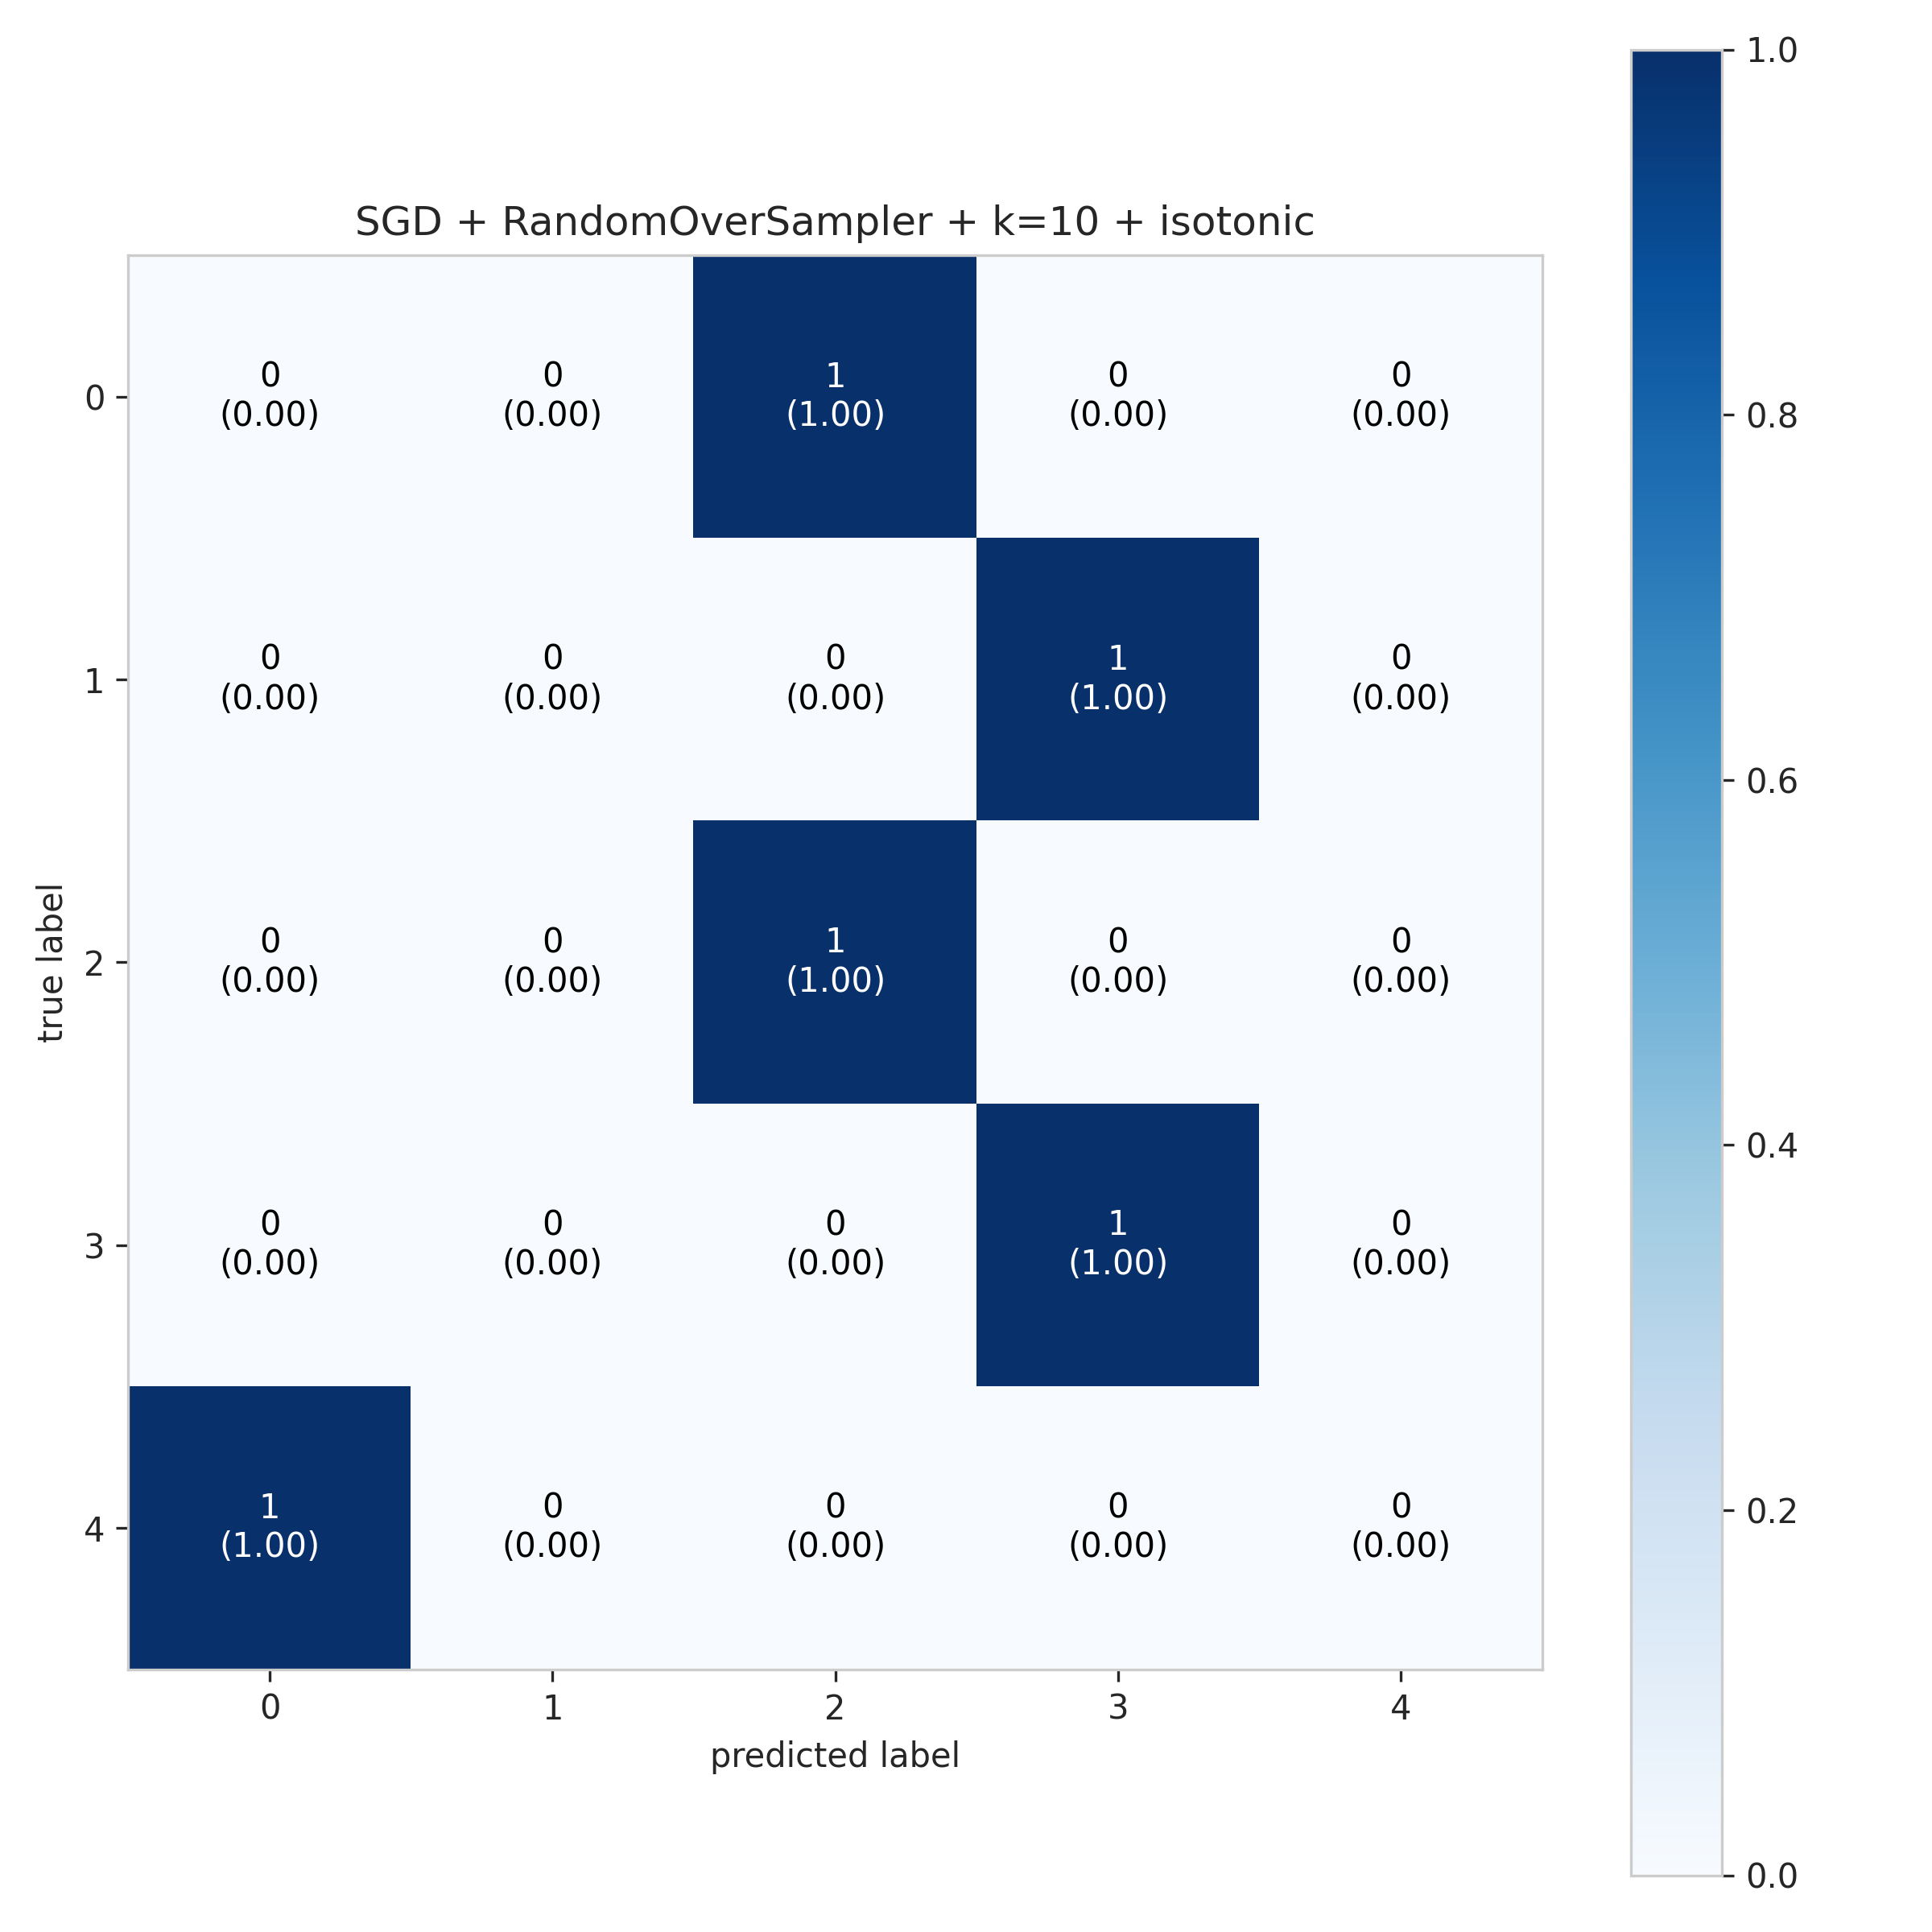 SGD + RandomOverSampler + k=10 + isotonic
1.0
0.8
0.6
0.4
0.2
0.0
true label
0
0 0 1 0 0
(0.00) (0.00) (1.00) (0.00) (0.00)
1
0 0 0 1 0
(0.00) (0.00) (0.00) (1.00) (0.00)
2
0 0 1 0 0
(0.00) (0.00) (1.00) (0.00) (0.00)
3
0 0 0 1 0
(0.00) (0.00) (0.00) (1.00) (0.00)
4
1 0 0 0 0
(1.00) (0.00) (0.00) (0.00) (0.00)
0 1 2 3 4
predicted label